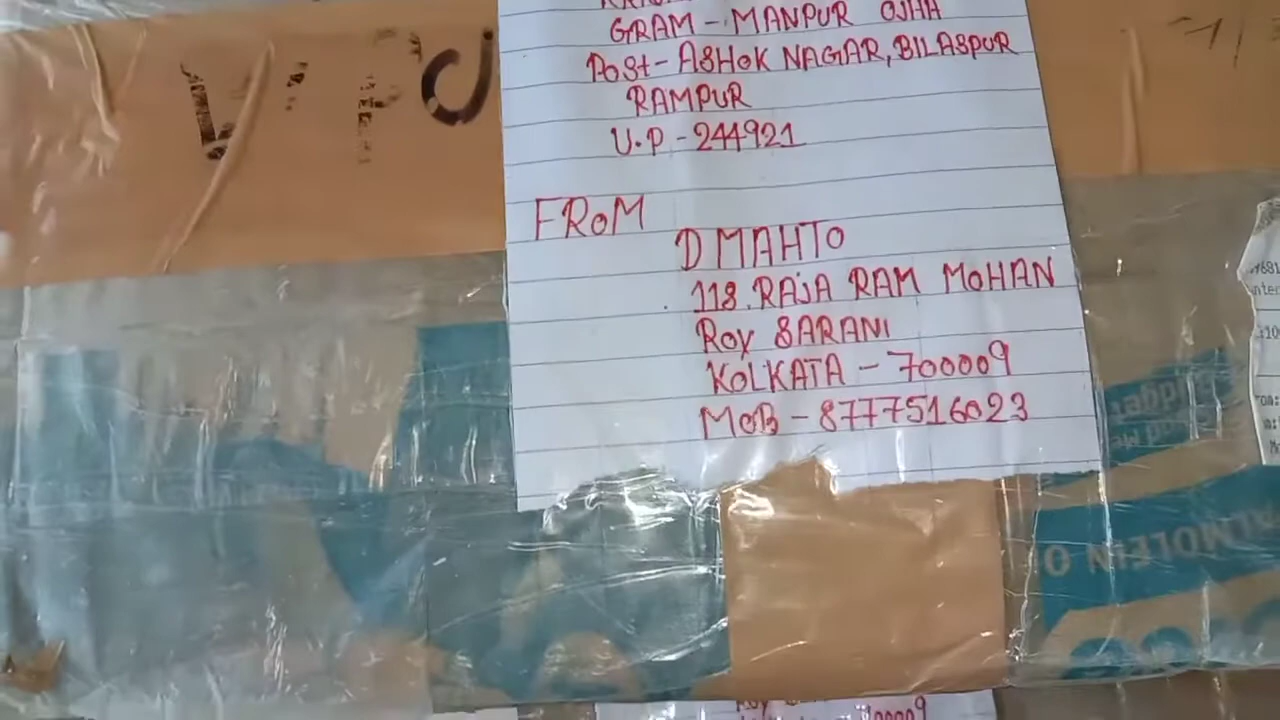 GRAM - MANPUR OJHA
POSt - ASHOK NAGAR, BILASPUR
RAMPUR
U.P - 244921
FROM
D MAHTO
118. RAJA RAM MOHAN
ROY SARANI
KOLKATA - 700009
MOB - 8777516023